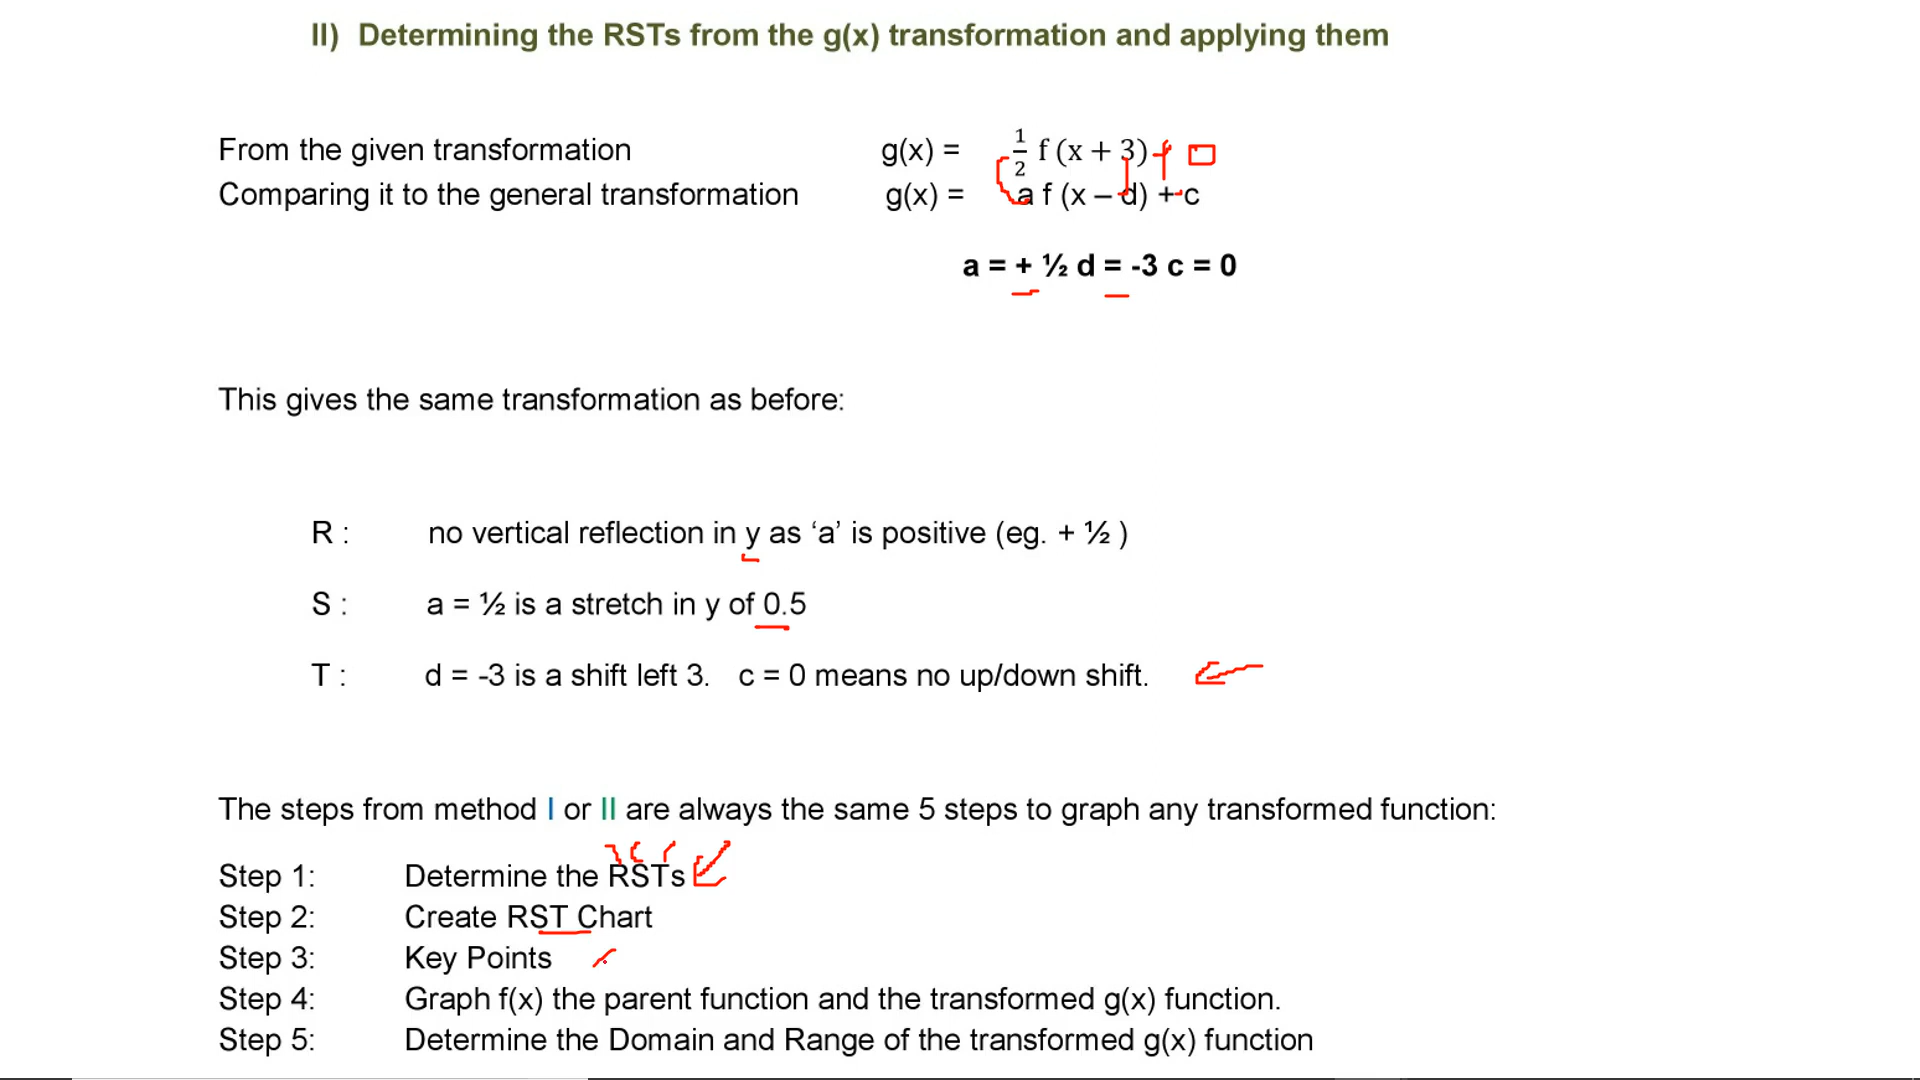 II) Determining the RSTs from the g(x) transformation and applying them
From the given transformation g(x) = ½ f (x + 3) + 0
Comparing it to the general transformation g(x) = a f (x – d) + c
a = + ½ d = -3 c = 0
This gives the same transformation as before:
R : no vertical reflection in y as ‘a’ is positive (eg. + ½ )
S : a = ½ is a stretch in y of 0.5
T : d = -3 is a shift left 3. c = 0 means no up/down shift.
The steps from method I or II are always the same 5 steps to graph any transformed function:
Step 1: Determine the RSTs
Step 2: Create RST Chart
Step 3: Key Points
Step 4: Graph f(x) the parent function and the transformed g(x) function.
Step 5: Determine the Domain and Range of the transformed g(x) function